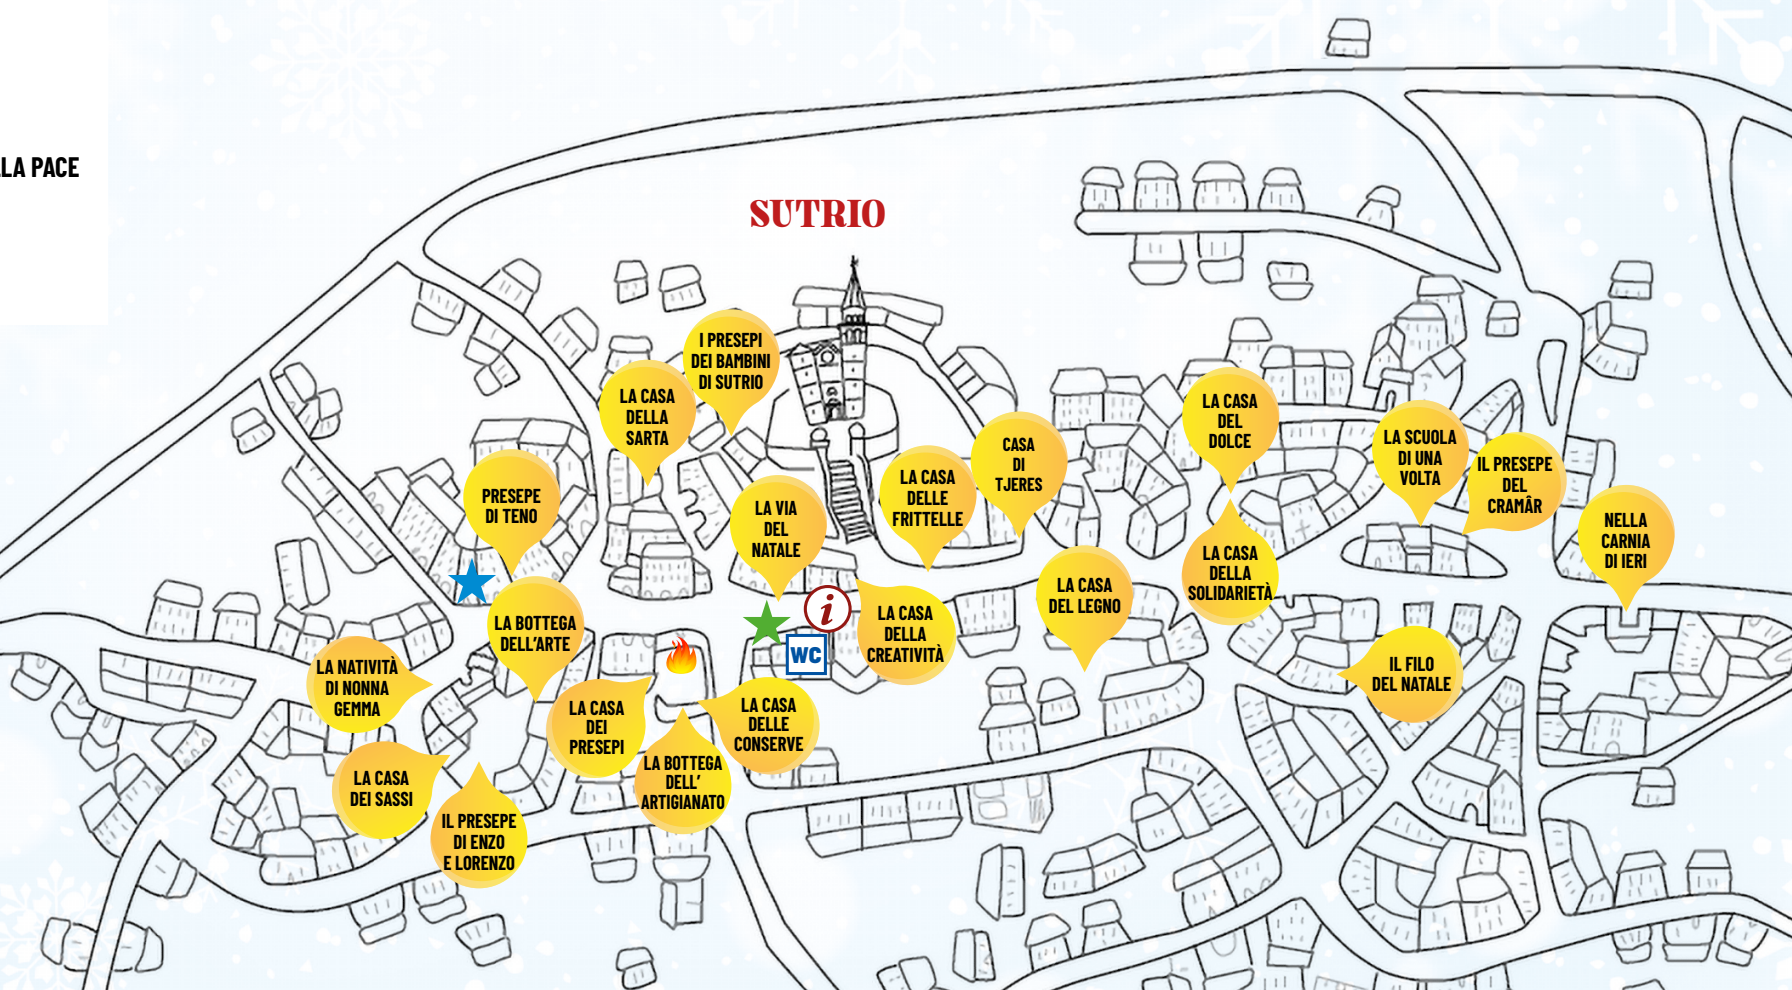 LA PACE
SUTRIO
I PRESEPI
DEI BAMBINI
DI SUTRIO
LA CASA
DELLA
SARTA
PRESEPE
DI TENO
LA VIA
DEL
NATALE
LA CASA
DELLE
FRITTELLE
CASA
DI
TJERES
LA CASA
DEL
DOLCE
LA SCUOLA
DI UNA
VOLTA
IL PRESEPE
DEL
CRAMÂR
NELLA
CARNIA
DI IERI
LA CASA
DELLA
SOLIDARIETÀ
LA CASA
DEL LEGNO
LA BOTTEGA
DELL'ARTE
i
WC
LA CASA
DELLA
CREATIVITÀ
LA NATIVITÀ
DI NONNA
GEMMA
IL FILO
DEL NATALE
LA CASA
DEI
PRESEPI
LA CASA
DELLE
CONSERVE
LA BOTTEGA
DELL'
ARTIGIANATO
LA CASA
DEI SASSI
IL PRESEPE
DI ENZO
E LORENZO